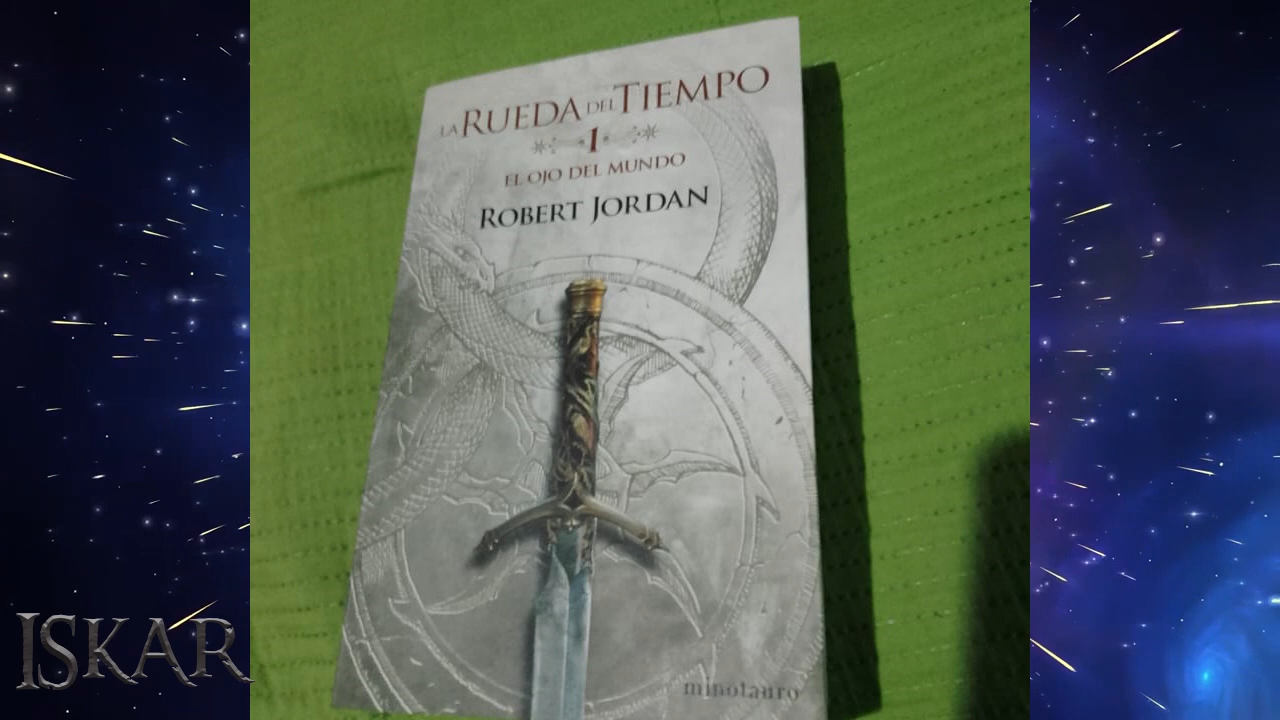 LA RUEDA DEL TIEMPO
1
EL OJO DEL MUNDO
ROBERT JORDAN
minotauro
ISKAR